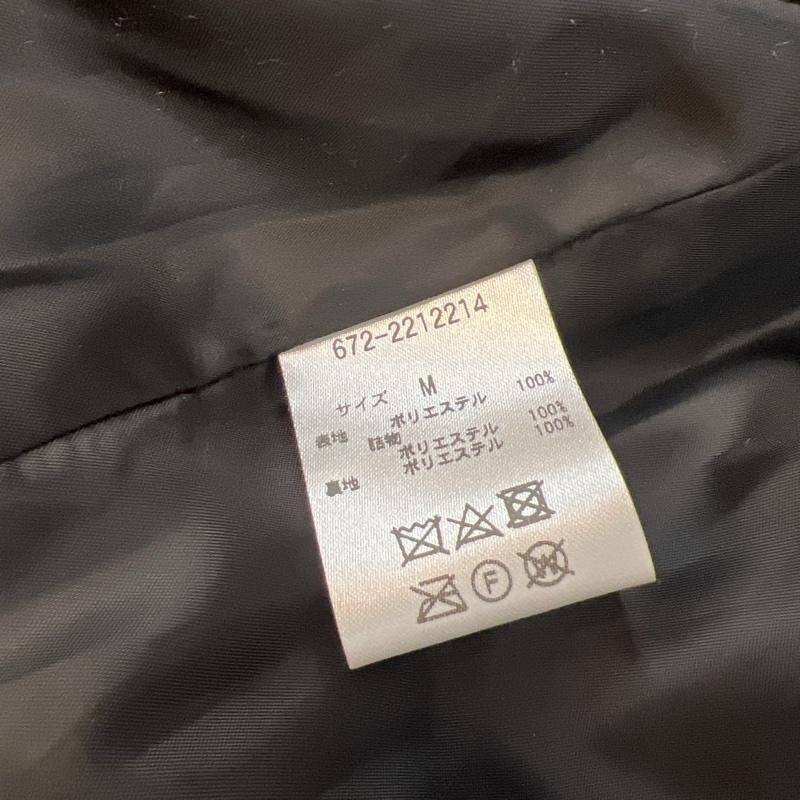 672-2212214
サイズ M
表地 ポリエステル 100%
詰物 ポリエステル 100%
裏地 ポリエステル 100%
F
W